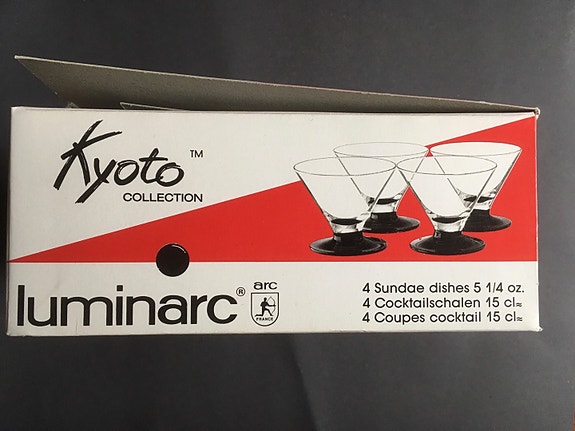 Kyoto™
COLLECTION
luminarc®
arc
FRANCE
4 Sundae dishes 5 1/4 oz.
4 Cocktailschalen 15 cl≈
4 Coupes cocktail 15 cl≈